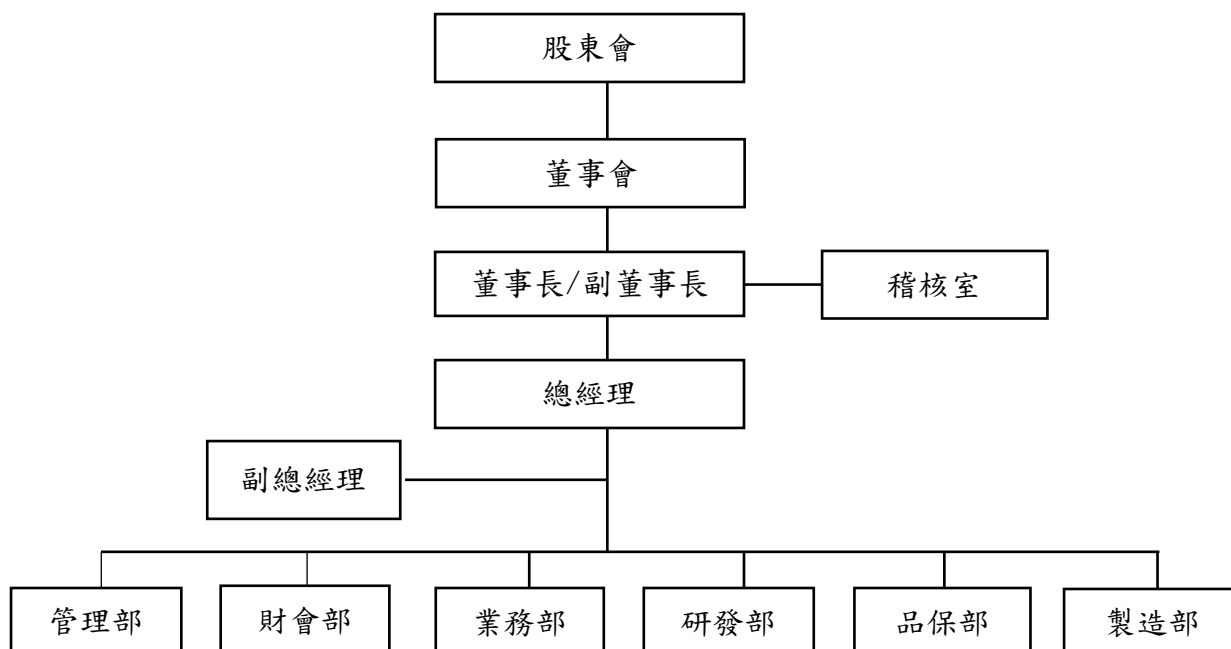 股東會
董事會
董事長/副董事長
稽核室
總經理
副總經理
管理部
財會部
業務部
研發部
品保部
製造部